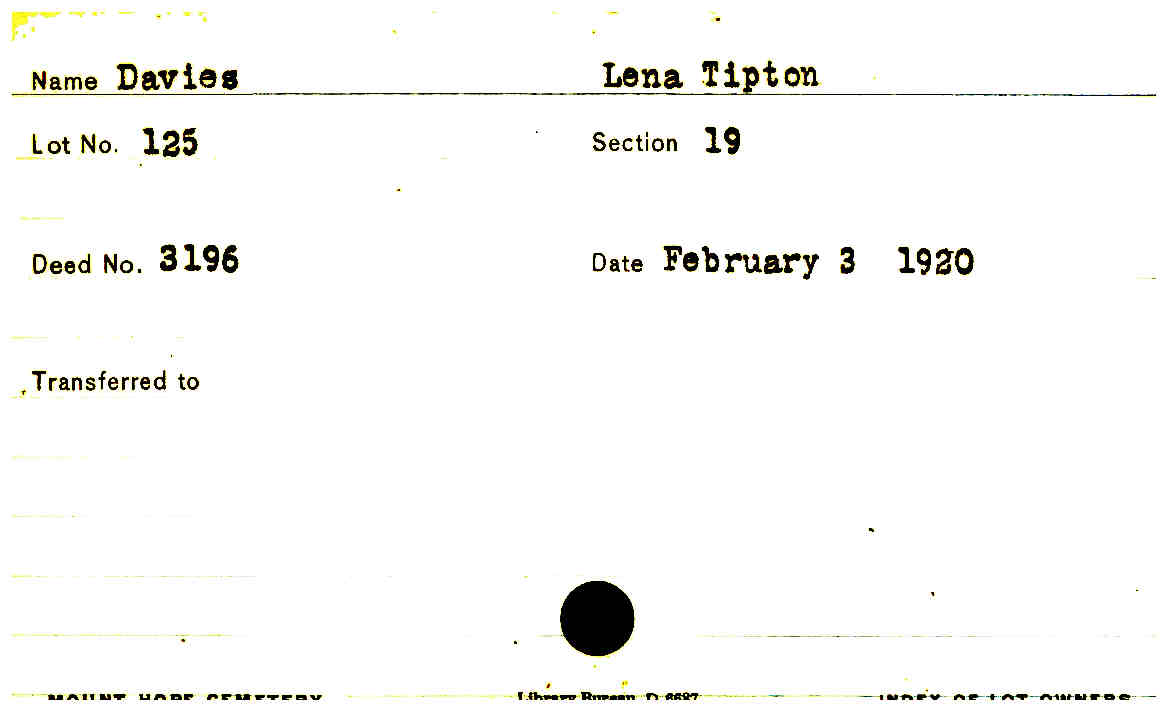 Name Davies Lena Tipton
Lot No. 125 Section 19
Deed No. 3196 Date February 3 1920
Transferred to
MOUNT HOPE CEMETERY Library Bureau D 6687 INDEX OF LOT OWNERS